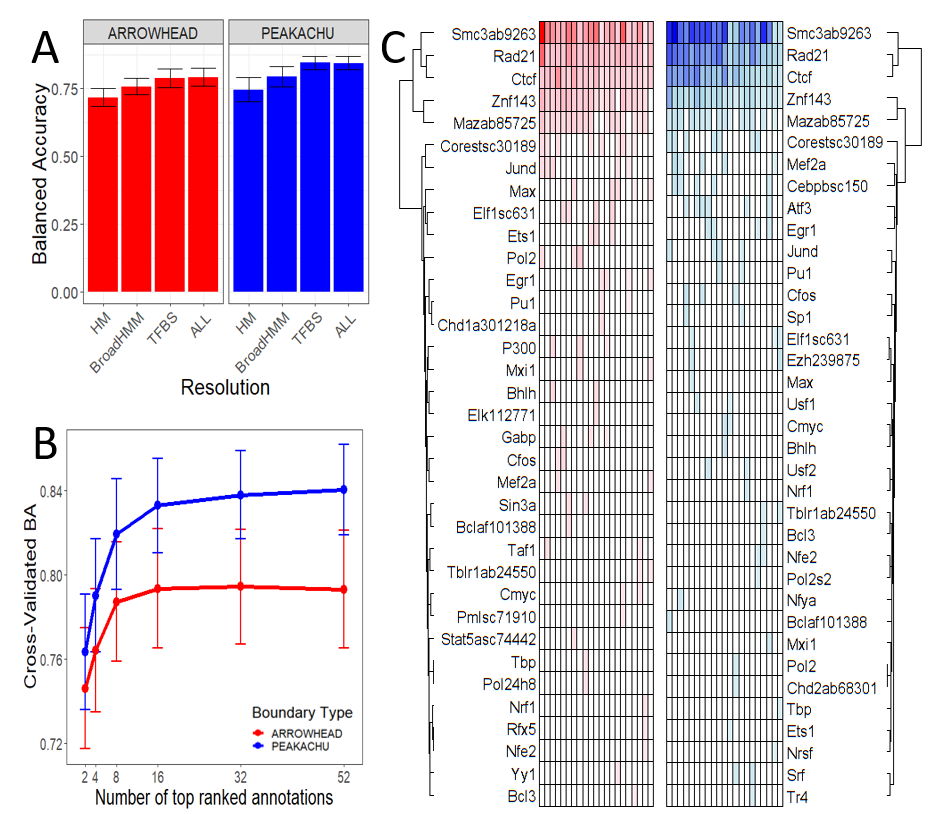 A
ARROWHEAD
PEAKACHU
Balanced Accuracy
0.75
0.50
0.25
0.00
HM
BroadHMM
TFBS
ALL
HM
BroadHMM
TFBS
ALL
Resolution
B
Cross-Validated BA
0.84
0.80
0.76
0.72
2 4 8 16 32 52
Number of top ranked annotations
Boundary Type
ARROWHEAD
PEAKACHU
C
Smc3ab9263
Rad21
Ctcf
Znf143
Mazab85725
Corestsc30189
Jund
Max
Elf1sc631
Ets1
Pol2
Egr1
Pu1
Chd1a301218a
P300
Mxi1
Bhlh
Elk112771
Gabp
Cfos
Mef2a
Sin3a
Bclaf101388
Taf1
Tblr1ab24550
Cmyc
Pmlsc71910
Stat5asc74442
Tbp
Pol24h8
Nrf1
Rfx5
Nfe2
Yy1
Bcl3
Smc3ab9263
Rad21
Ctcf
Znf143
Mazab85725
Corestsc30189
Mef2a
Cebpbsc150
Atf3
Egr1
Jund
Pu1
Cfos
Sp1
Elf1sc631
Ezh239875
Max
Usf1
Cmyc
Bhlh
Usf2
Nrf1
Tblr1ab24550
Bcl3
Nfe2
Pol2s2
Nfya
Bclaf101388
Mxi1
Pol2
Chd2ab68301
Tbp
Ets1
Nrsf
Srf
Tr4